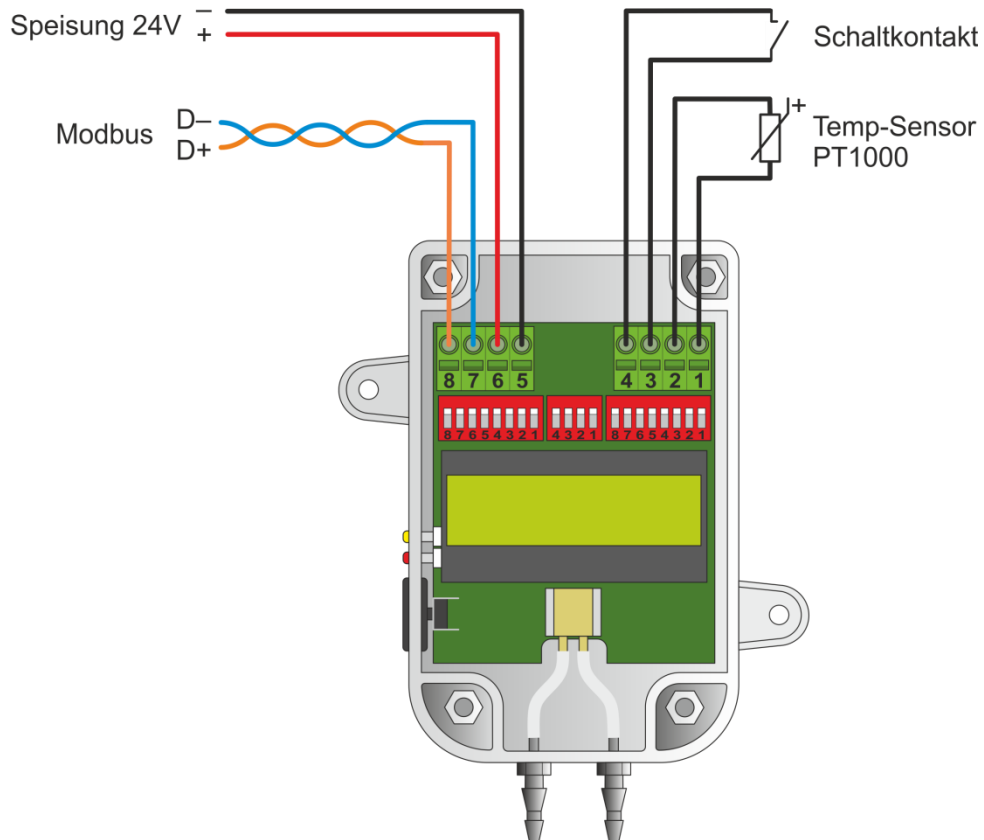 Speisung 24V – +
Schaltkontakt
Modbus D– D+
+
Temp-Sensor
PT1000
8 7 6 5
4 3 2 1
8 7 6 5 4 3 2 1
4 3 2 1
8 7 6 5 4 3 2 1